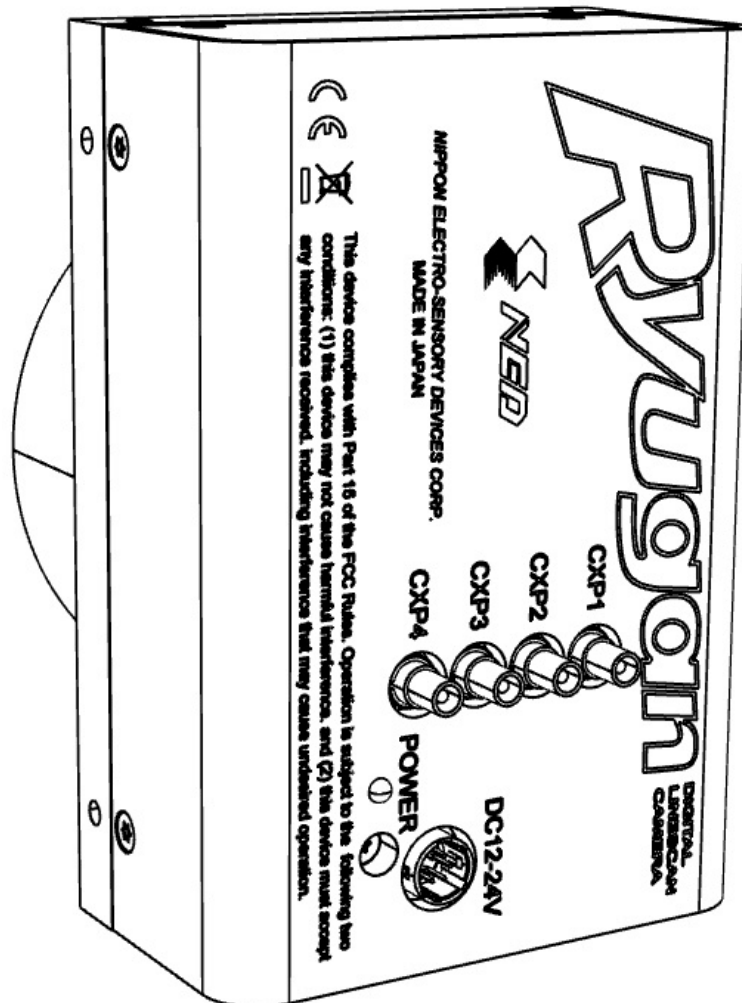 Ryugan
DIGITAL
LINESCAN
CAMERA
NED
NIPPON ELECTRO-SENSORY DEVICES CORP.
MADE IN JAPAN
CXP1
CXP2
CXP3
CXP4
DC12-24V
POWER
CE
This device complies with Part 15 of the FCC Rules. Operation is subject to the following two
conditions: (1) this device may not cause harmful interference, and (2) this device must accept
any interference received, including interference that may cause undesired operation.